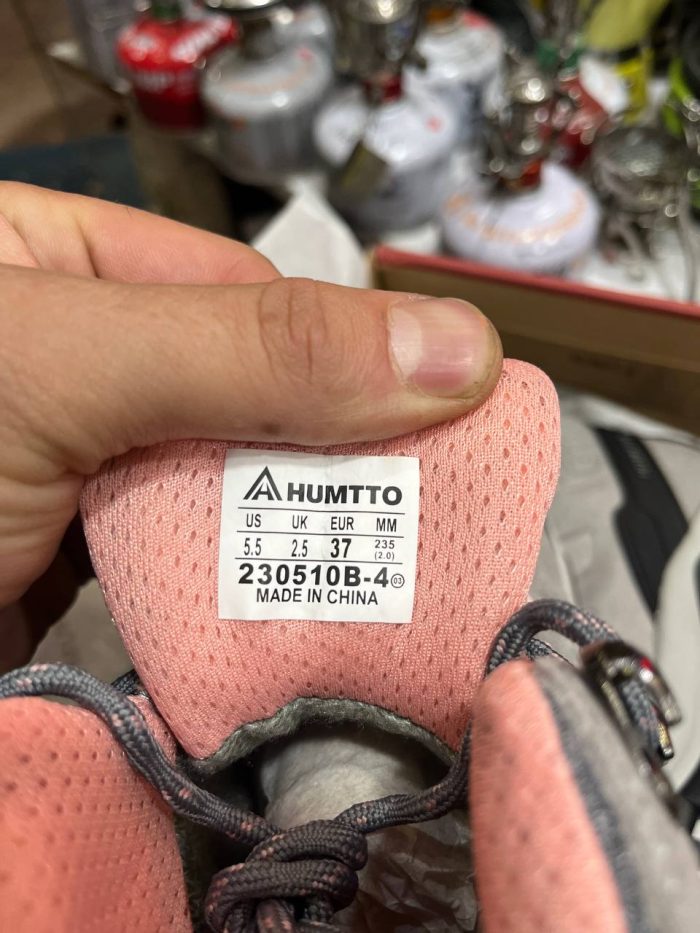 HUMTTO
US UK EUR MM
5.5 2.5 37 235 (2.0)
230510B-4 03
MADE IN CHINA